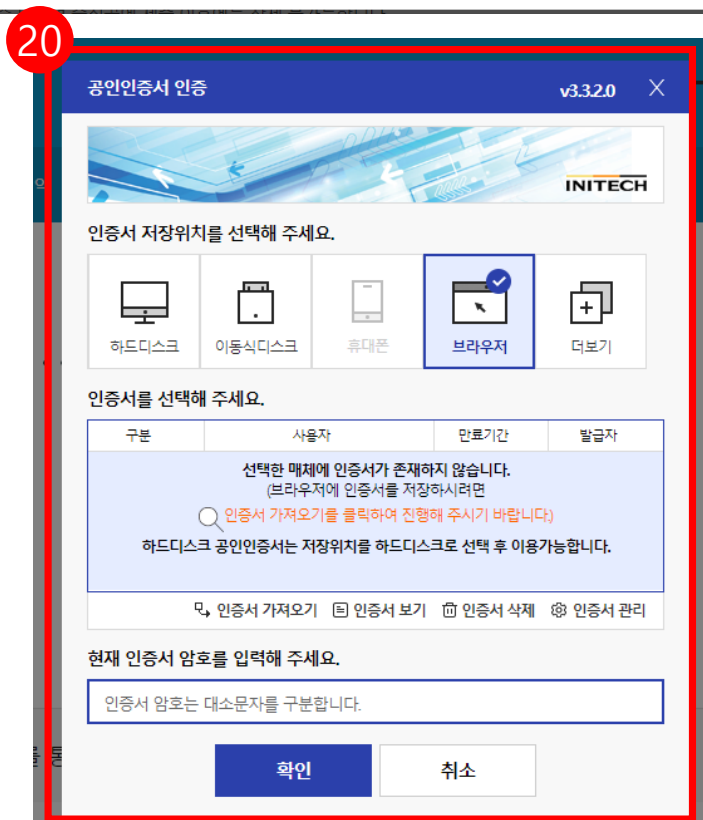 20
공인인증서 인증
v3.3.2.0
INITECH
인증서 저장위치를 선택해 주세요.
하드디스크 이동식디스크 휴대폰 브라우저 더보기
인증서를 선택해 주세요.
구분 사용자 만료기간 발급자
선택한 매체에 인증서가 존재하지 않습니다.
(브라우저에 인증서를 저장하시려면
인증서 가져오기를 클릭하여 진행해 주시기 바랍니다.)
하드디스크 공인인증서는 저장위치를 하드디스크로 선택 후 이용가능합니다.
인증서 가져오기 인증서 보기 인증서 삭제 인증서 관리
현재 인증서 암호를 입력해 주세요.
인증서 암호는 대소문자를 구분합니다.
확인 취소